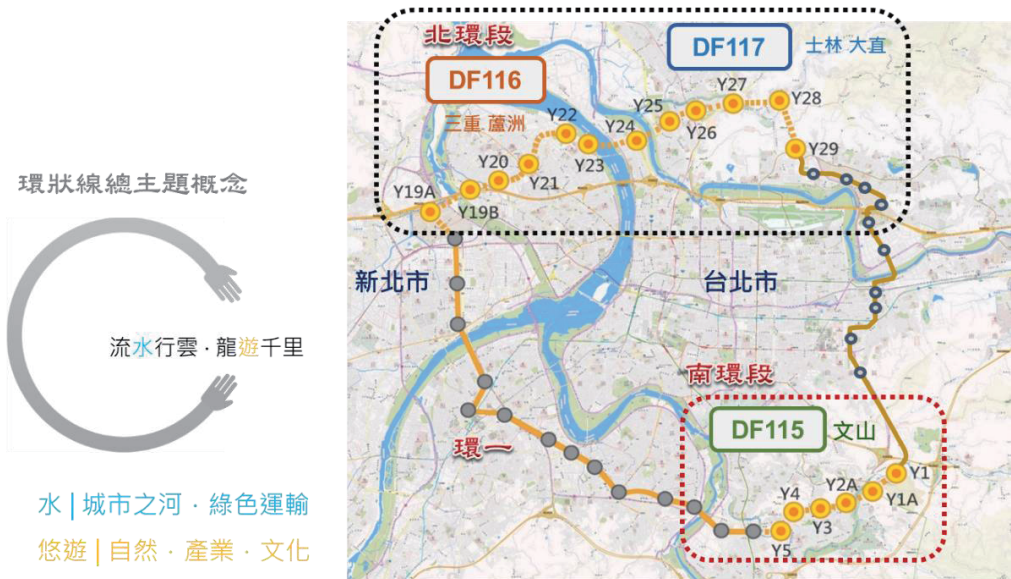 環狀線總主題概念
流水行雲．龍遊千里
水|城市之河．綠色運輸
悠遊|自然．產業．文化
北環段
DF116
三重 蘆洲
DF117
士林 大直
Y19A
Y19B
Y20
Y21
Y22
Y23
Y24
Y25
Y26
Y27
Y28
Y29
新北市
台北市
環一
南環段
DF115
文山
Y1
Y1A
Y2A
Y3
Y4
Y5